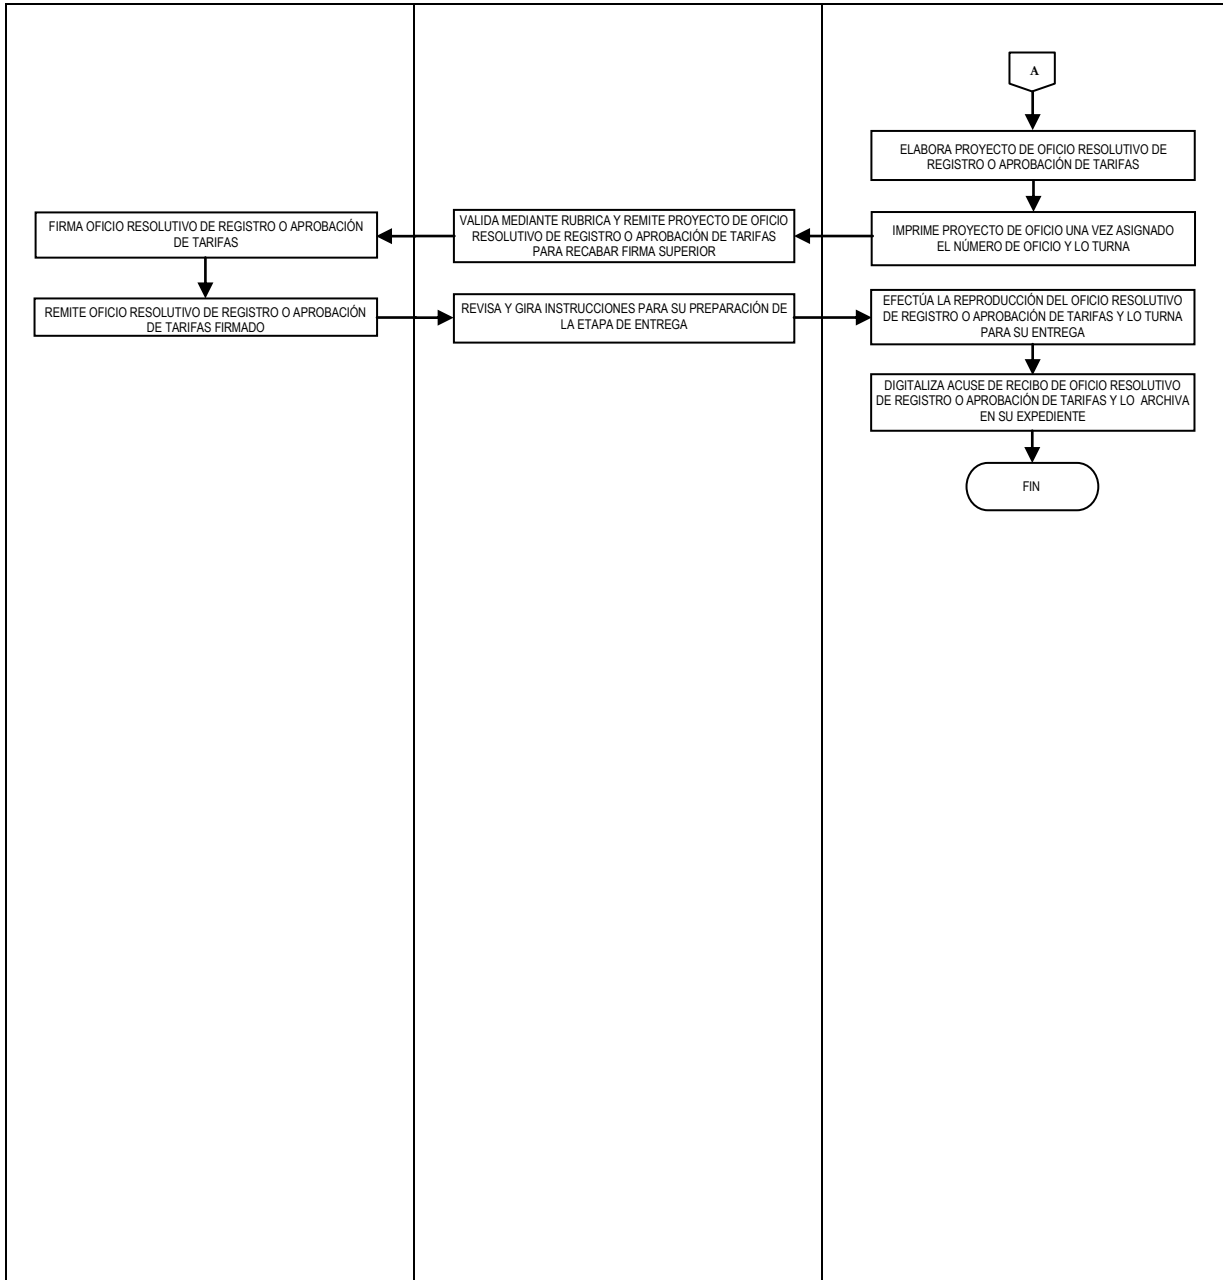 A
ELABORA PROYECTO DE OFICIO RESOLUTIVO DE
REGISTRO O APROBACIÓN DE TARIFAS
IMPRIME PROYECTO DE OFICIO UNA VEZ ASIGNADO
EL NÚMERO DE OFICIO Y LO TURNA
VALIDA MEDIANTE RUBRICA Y REMITE PROYECTO DE OFICIO
RESOLUTIVO DE REGISTRO O APROBACIÓN DE TARIFAS
PARA RECABAR FIRMA SUPERIOR
FIRMA OFICIO RESOLUTIVO DE REGISTRO O APROBACIÓN
DE TARIFAS
REMITE OFICIO RESOLUTIVO DE REGISTRO O APROBACIÓN
DE TARIFAS FIRMADO
REVISA Y GIRA INSTRUCCIONES PARA SU PREPARACIÓN DE
LA ETAPA DE ENTREGA
EFECTÚA LA REPRODUCCIÓN DEL OFICIO RESOLUTIVO
DE REGISTRO O APROBACIÓN DE TARIFAS Y LO TURNA
PARA SU ENTREGA
DIGITALIZA ACUSE DE RECIBO DE OFICIO RESOLUTIVO
DE REGISTRO O APROBACIÓN DE TARIFAS Y LO ARCHIVA
EN SU EXPEDIENTE
FIN